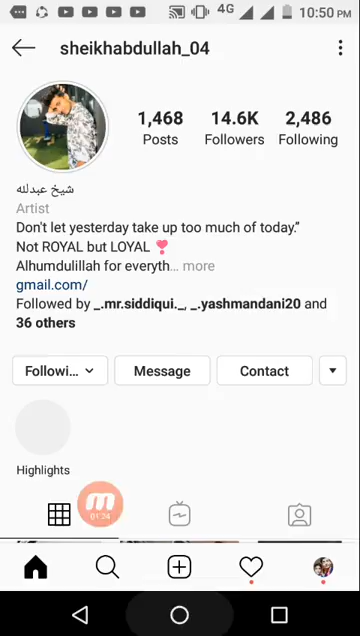 4G 10:50 PM
sheikhabdullah_04
1,468 14.6K 2,486
Posts Followers Following
شيخ عبدلله
Artist
Don't let yesterday take up too much of today.”
Not ROYAL but LOYAL ❣️
Alhumdulillah for everyth... more
gmail.com/
Followed by _.mr.siddiqui._, _.yashmandani20 and
36 others
Followi... Message Contact
Highlights
01:24